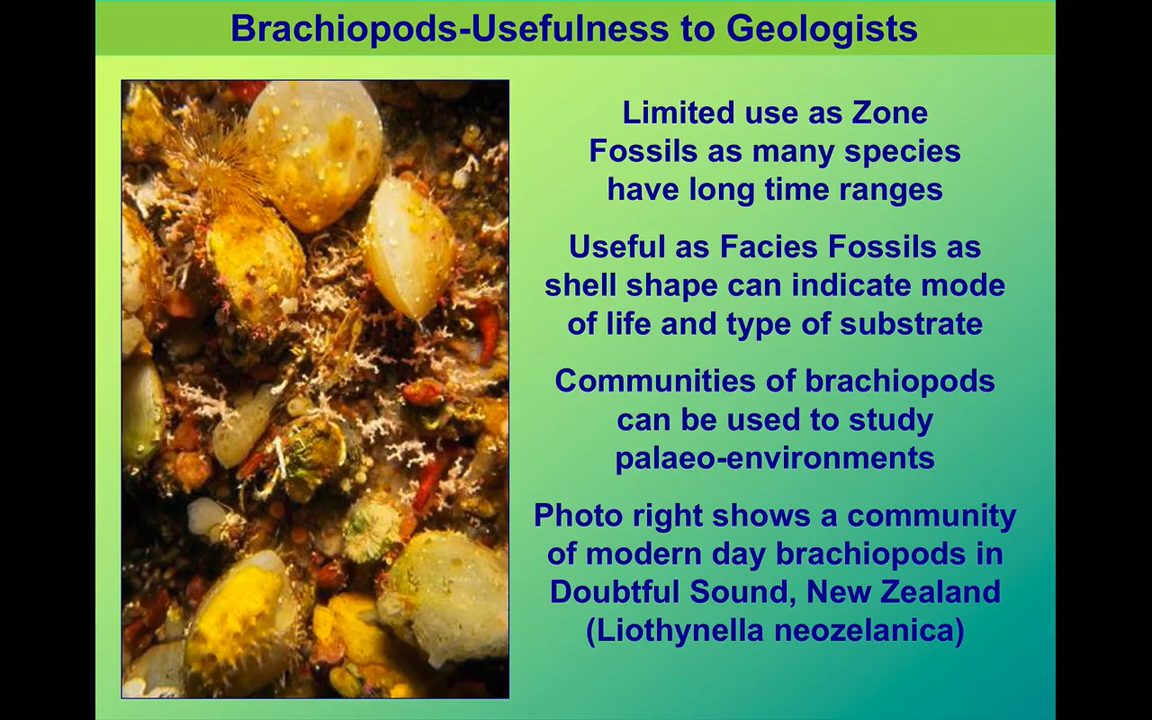 Brachiopods-Usefulness to Geologists
Limited use as Zone
Fossils as many species
have long time ranges
Useful as Facies Fossils as
shell shape can indicate mode
of life and type of substrate
Communities of brachiopods
can be used to study
palaeo-environments
Photo right shows a community
of modern day brachiopods in
Doubtful Sound, New Zealand
(Liothynella neozelanica)